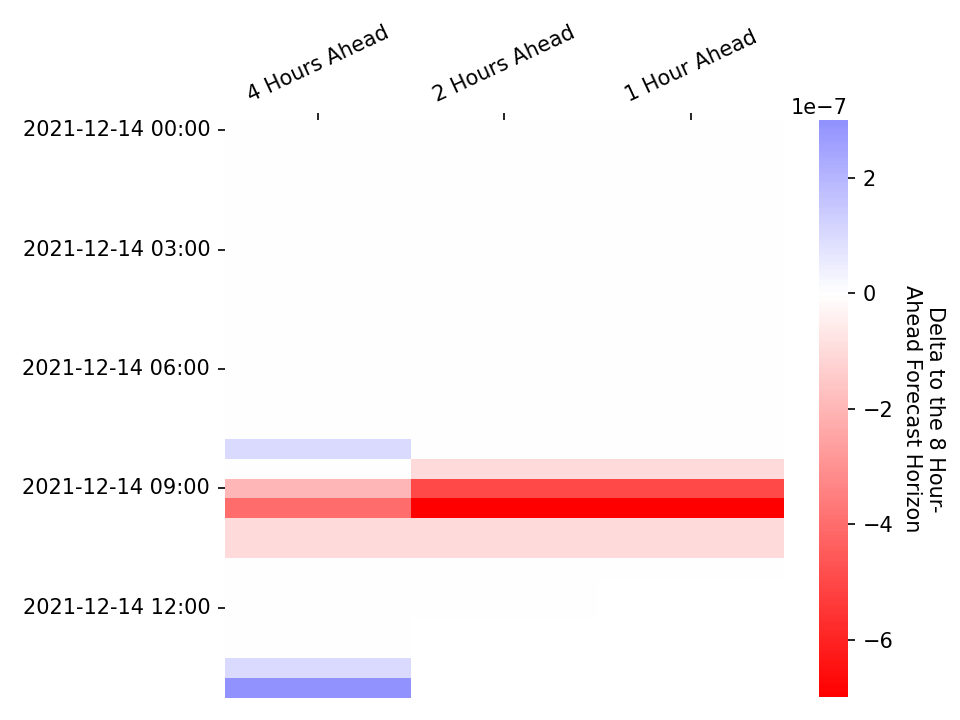 4 Hours Ahead
2 Hours Ahead
1 Hour Ahead
1e−7
2021-12-14 00:00
2021-12-14 03:00
2021-12-14 06:00
2021-12-14 09:00
2021-12-14 12:00
2
0
−2
−4
−6
Delta to the 8 Hour-
Ahead Forecast Horizon